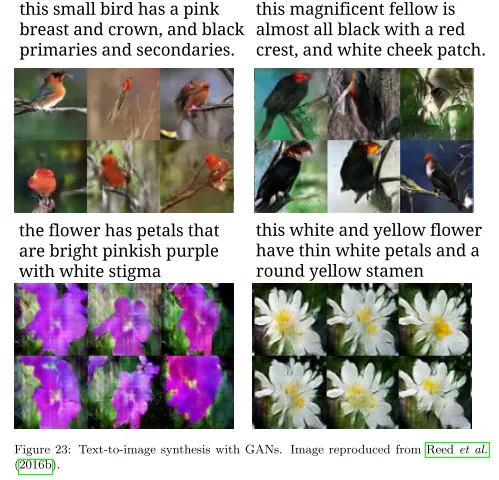 this small bird has a pink
breast and crown, and black
primaries and secondaries.
this magnificent fellow is
almost all black with a red
crest, and white cheek patch.
the flower has petals that
are bright pinkish purple
with white stigma
this white and yellow flower
have thin white petals and a
round yellow stamen
Figure 23: Text-to-image synthesis with GANs. Image reproduced from Reed et al.
(2016b).